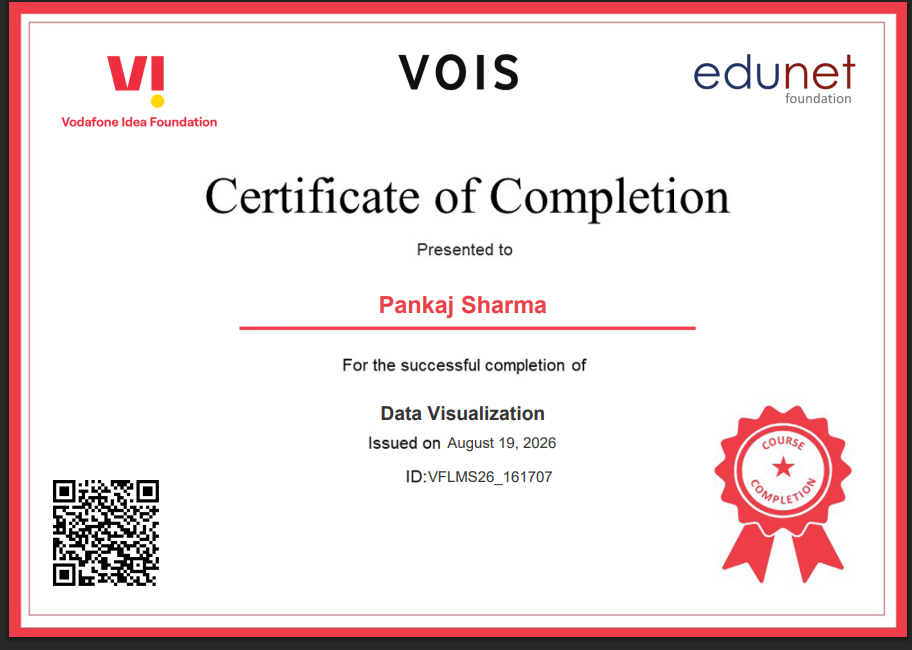 VI
Vodafone Idea Foundation
VOIS
edunet
foundation
Certificate of Completion
Presented to
Pankaj Sharma
For the successful completion of
Data Visualization
Issued on August 19, 2026
ID:VFLMS26_161707
COURSE
COMPLETION